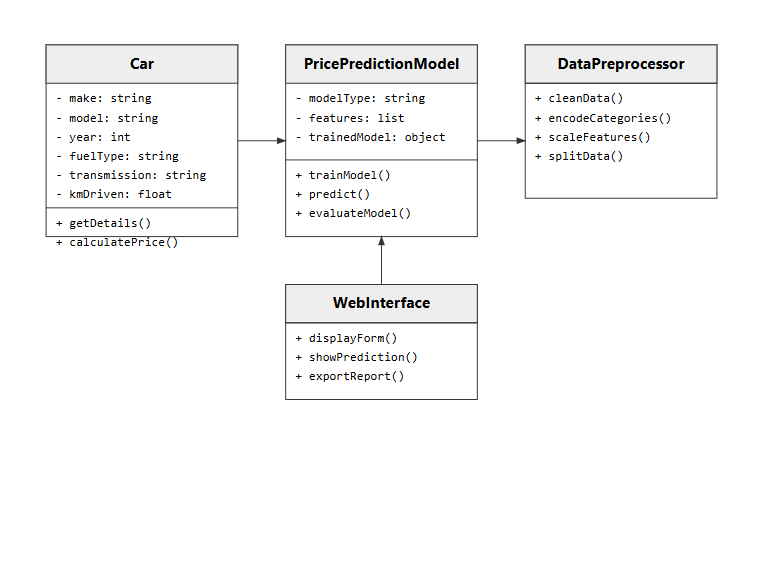 Car
- make: string
- model: string
- year: int
- fuelType: string
- transmission: string
- kmDriven: float
+ getDetails()
+ calculatePrice()
PricePredictionModel
- modelType: string
- features: list
- trainedModel: object
+ trainModel()
+ predict()
+ evaluateModel()
DataPreprocessor
+ cleanData()
+ encodeCategories()
+ scaleFeatures()
+ splitData()
WebInterface
+ displayForm()
+ showPrediction()
+ exportReport()